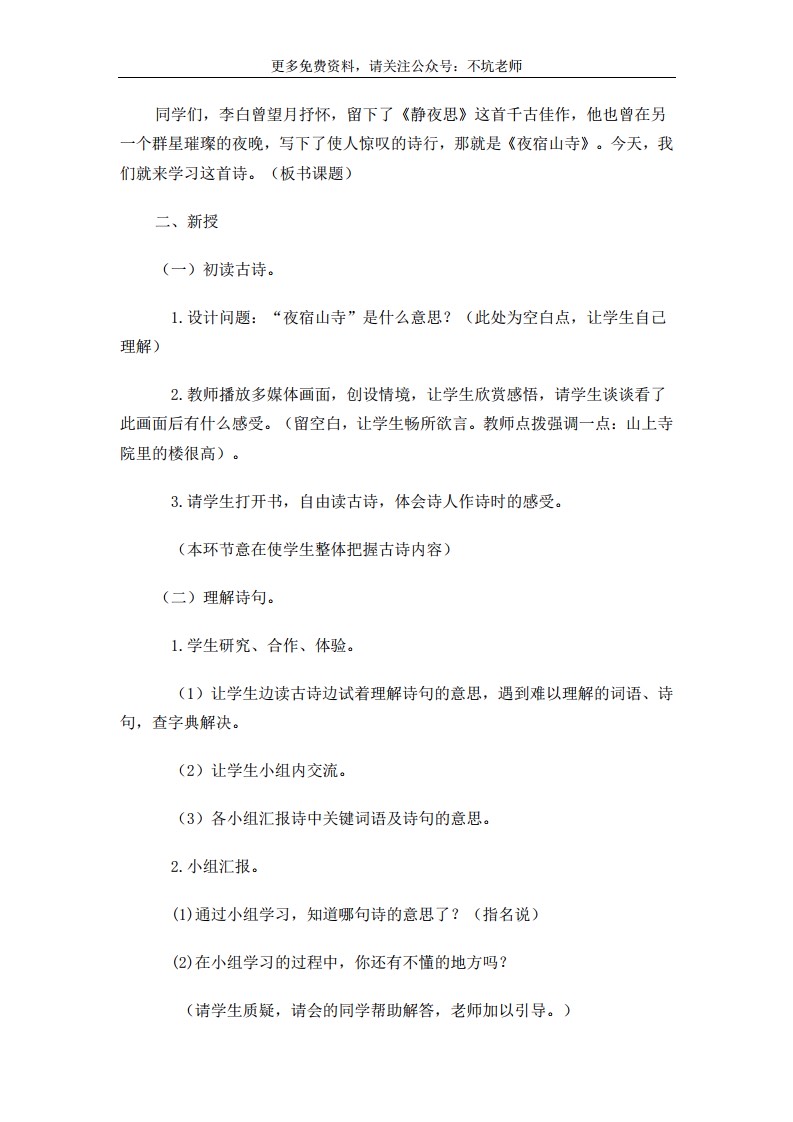 更多免费资料，请关注公众号：不坑老师
同学们，李白曾望月抒怀，留下了《静夜思》这首千古佳作，他也曾在另
一个群星璀璨的夜晚，写下了使人惊叹的诗行，那就是《夜宿山寺》。今天，我
们就来学习这首诗。（板书课题）
二、新授
（一）初读古诗。
1.设计问题：“夜宿山寺”是什么意思？（此处为空白点，让学生自己
理解）
2.教师播放多媒体画面，创设情境，让学生欣赏感悟，请学生谈谈看了
此画面后有什么感受。（留空白，让学生畅所欲言。教师点拨强调一点：山上寺
院里的楼很高）。
3.请学生打开书，自由读古诗，体会诗人作诗时的感受。
（本环节意在使学生整体把握古诗内容）
（二）理解诗句。
1.学生研究、合作、体验。
（1）让学生边读古诗边试着理解诗句的意思，遇到难以理解的词语、诗
句，查字典解决。
（2）让学生小组内交流。
（3）各小组汇报诗中关键词语及诗句的意思。
2.小组汇报。
(1)通过小组学习，知道哪句诗的意思了？（指名说）
(2)在小组学习的过程中，你还有不懂的地方吗？
（请学生质疑，请会的同学帮助解答，老师加以引导。）